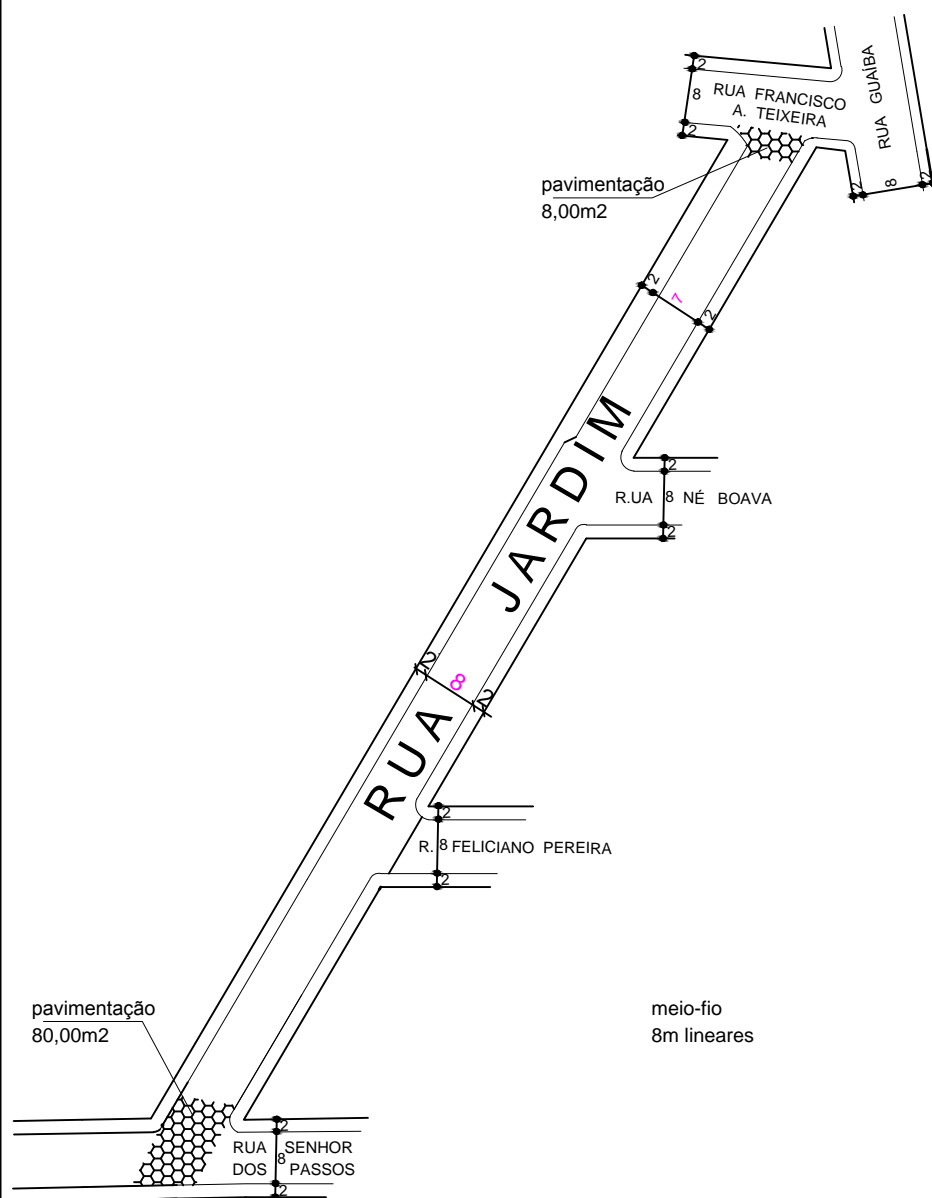 2
8
2
RUA FRANCISCO
A. TEIXEIRA
RUA GUAÍBA
2
8
2
pavimentação
8,00m2
2
7
2
RUA JARDIM
2
R.UA 8 NÉ BOAVA
2
2
8
2
2
R. 8 FELICIANO PEREIRA
2
pavimentação
80,00m2
meio-fio
8m lineares
2
RUA 8 SENHOR
DOS PASSOS
2